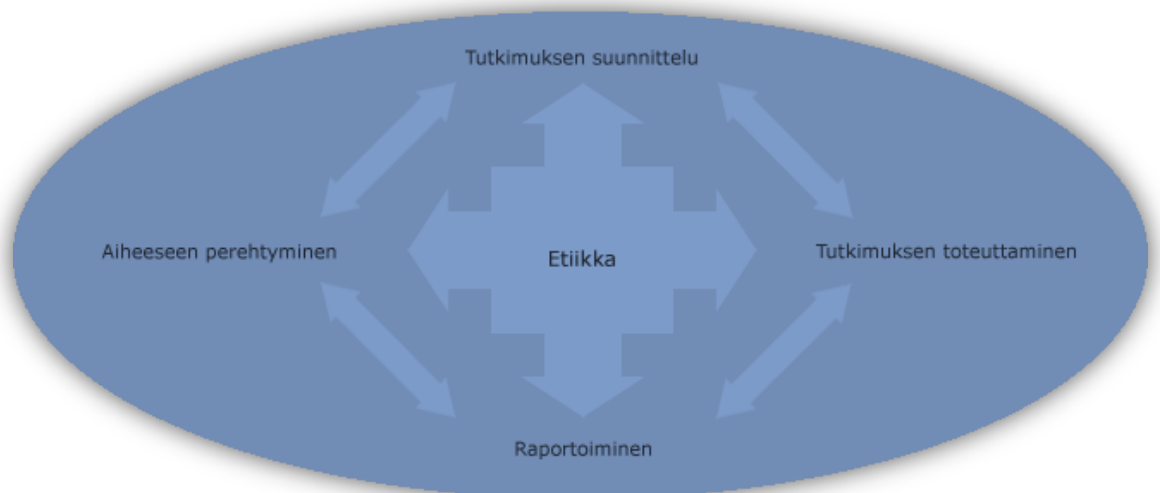 Tutkimuksen suunnittelu
Aiheeseen perehtyminen
Etiikka
Tutkimuksen toteuttaminen
Raportoiminen